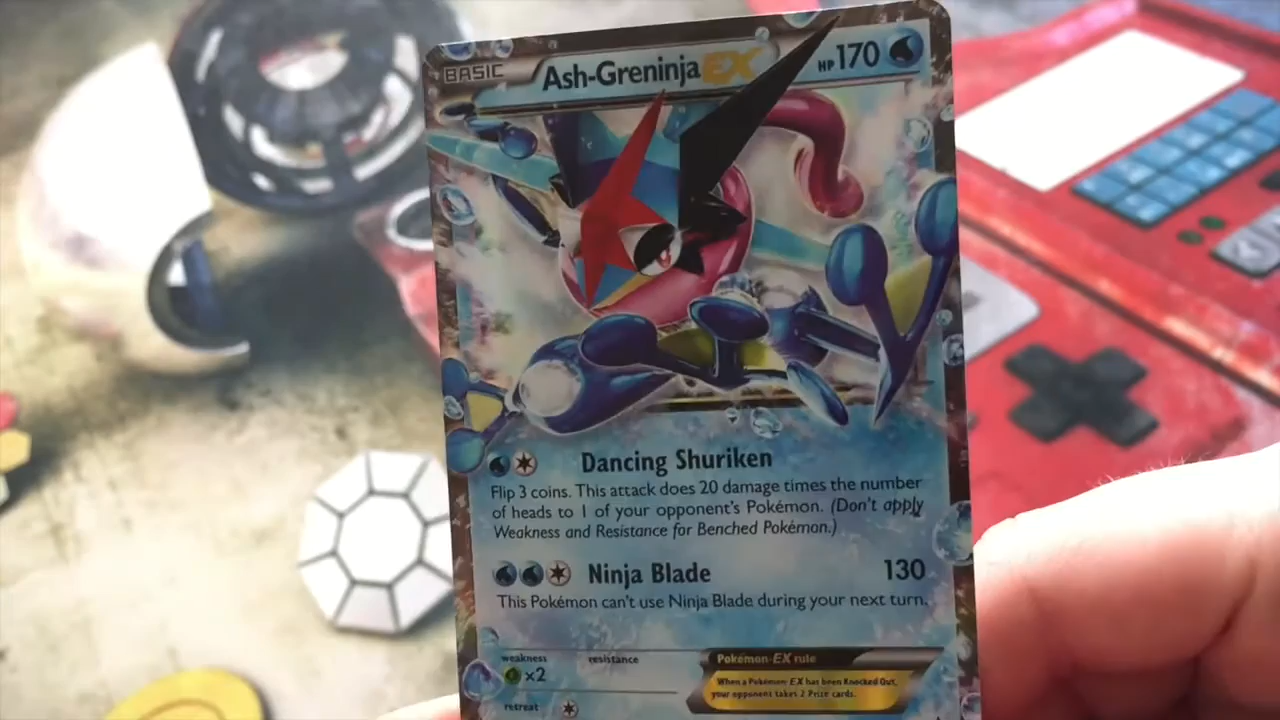 BASIC Ash-Greninja EX HP170
Dancing Shuriken
Flip 3 coins. This attack does 20 damage times the number
of heads to 1 of your opponent's Pokémon. (Don't apply
Weakness and Resistance for Benched Pokémon.)
Ninja Blade 130
This Pokémon can't use Ninja Blade during your next turn.
weakness resistance
x2
retreat
Pokémon-EX rule
When a Pokémon-EX has been Knocked Out,
your opponent takes 2 Prize cards.